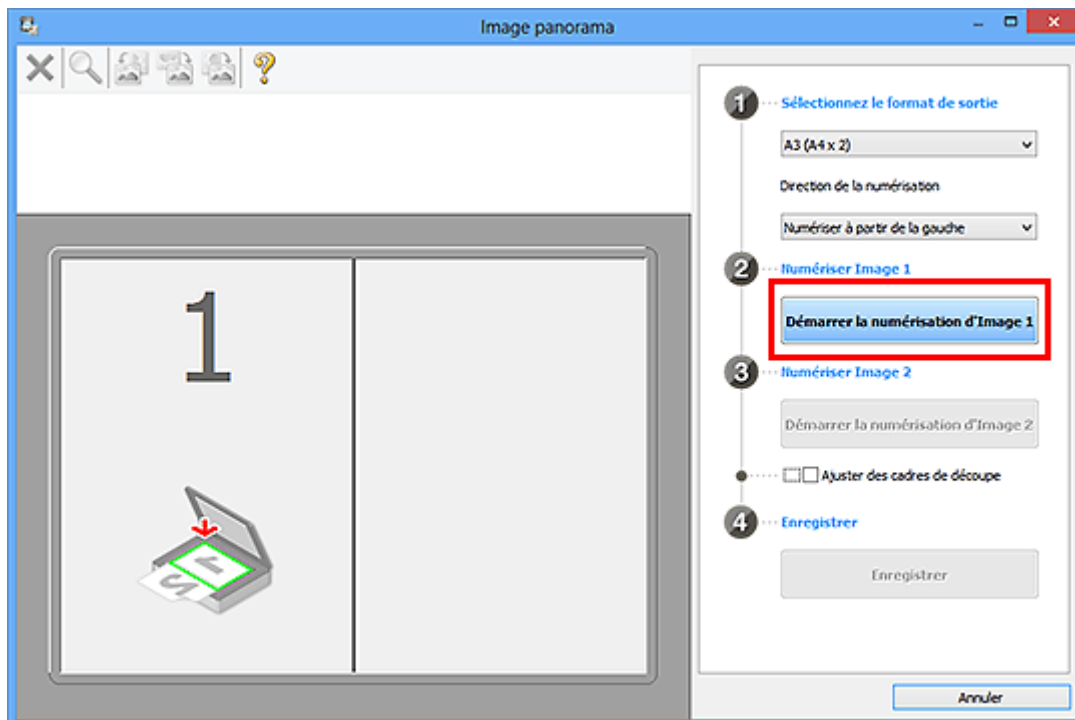 Image panorama
1
Sélectionnez le format de sortie
A3 (A4 x 2)
Direction de la numérisation
Numériser à partir de la gauche
2
Numériser Image 1
Démarrer la numérisation d'Image 1
3
Numériser Image 2
Démarrer la numérisation d'Image 2
Ajuster des cadres de découpe
4
Enregistrer
Enregistrer
Annuler
1
1
2